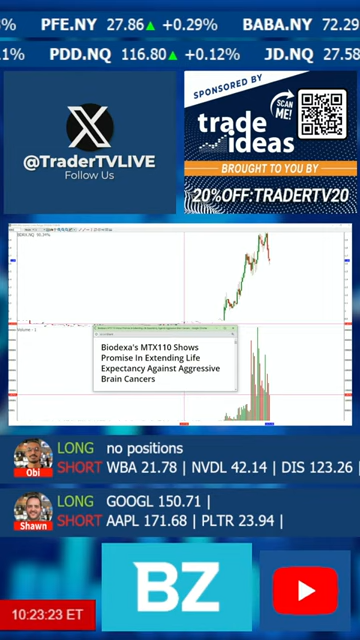 3% PFE.NY 27.86▲ +0.29% BABA.NY 72.29
.1% PDD.NQ 116.80▲ +0.12% JD.NQ 27.58
@TraderTVLIVE
Follow Us
SPONSORED BY
SCAN ME!
trade ideas
BROUGHT TO YOU BY
20%OFF:TRADERTV20
Volume
Biodexa's MTX110 Shows
Promise In Extending Life
Expectancy Against Aggressive
Brain Cancers
Obi
LONG no positions
SHORT WBA 21.78 | NVDL 42.14 | DIS 123.26
Shawn
LONG GOOGL 150.71 |
SHORT AAPL 171.68 | PLTR 23.94 |
10:23:23 ET
BZ